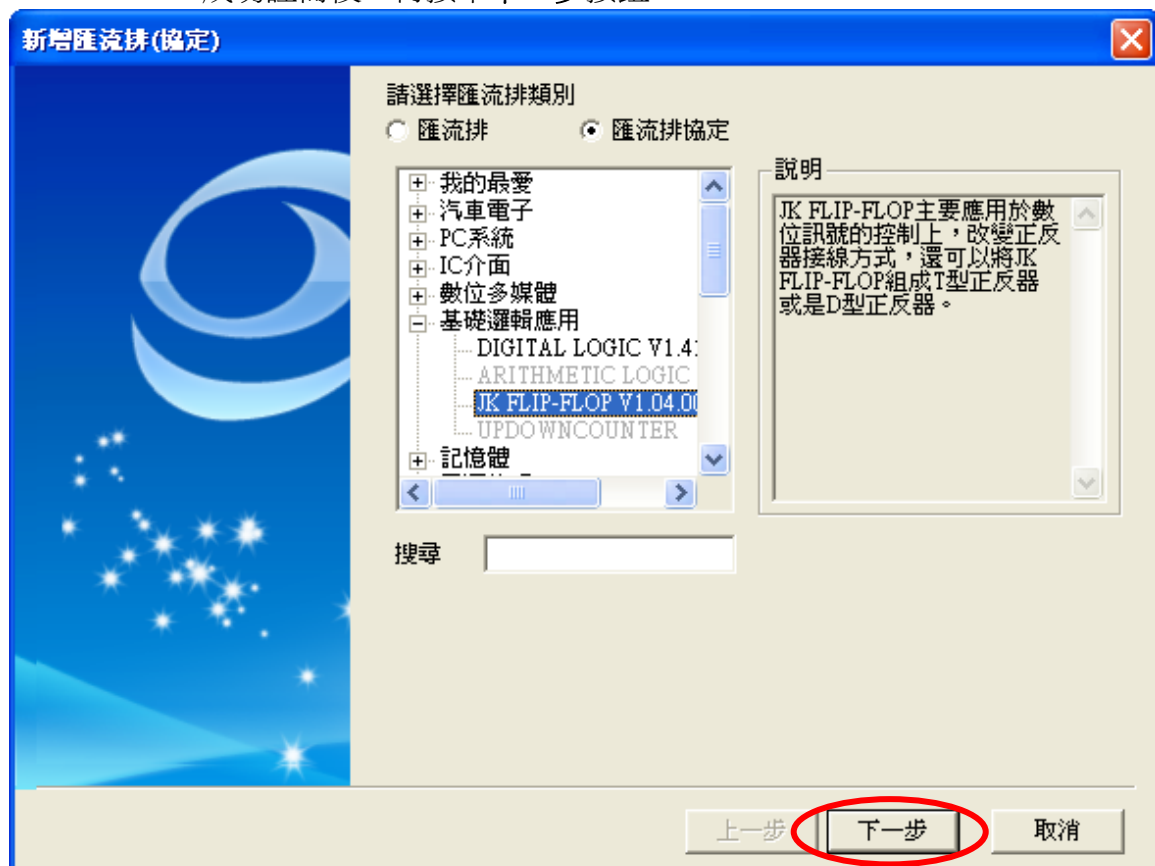 新增匯流排(協定)
請選擇匯流排類別
匯流排
匯流排協定
我的最愛
汽車電子
PC系統
IC介面
數位多媒體
基礎邏輯應用
DIGITAL LOGIC V1.4
ARITHMETIC LOGIC
JK FLIP-FLOP V1.04.00
UPDOWNCOUNTER
記憶體
說明
JK FLIP-FLOP主要應用於數
位訊號的控制上，改變正反
器接線方式，還可以將JK
FLIP-FLOP組成T型正反器
或是D型正反器。
搜尋
上一步
下一步
取消